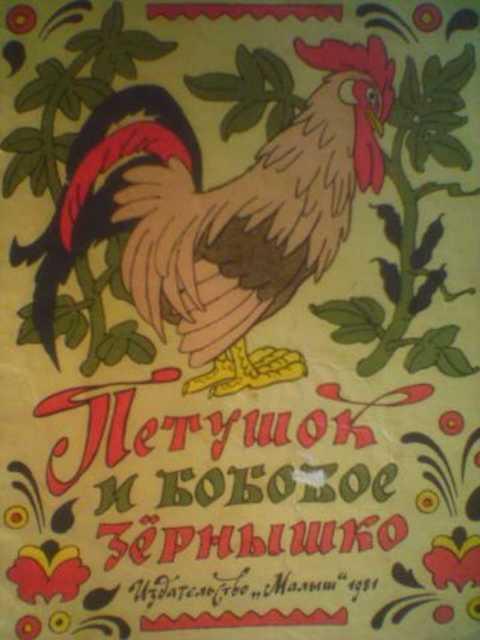 Петушок
и бобовое
зёрнышко
Издательство „Малыш“ 1981